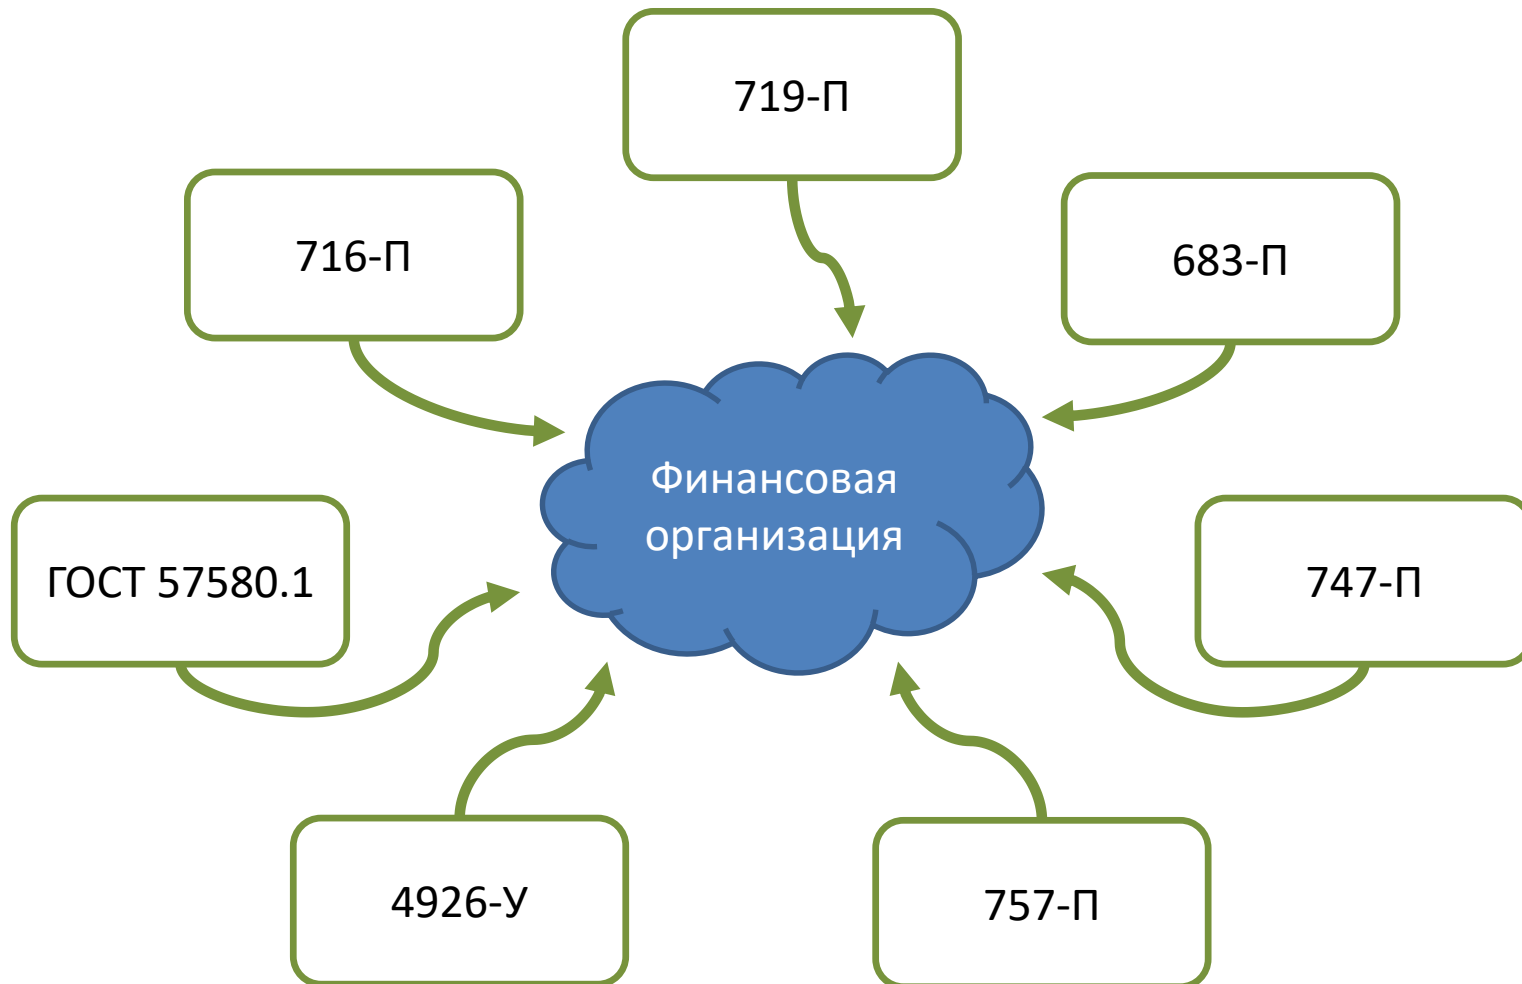 719-П
716-П
683-П
Финансовая
организация
ГОСТ 57580.1
747-П
4926-У
757-П